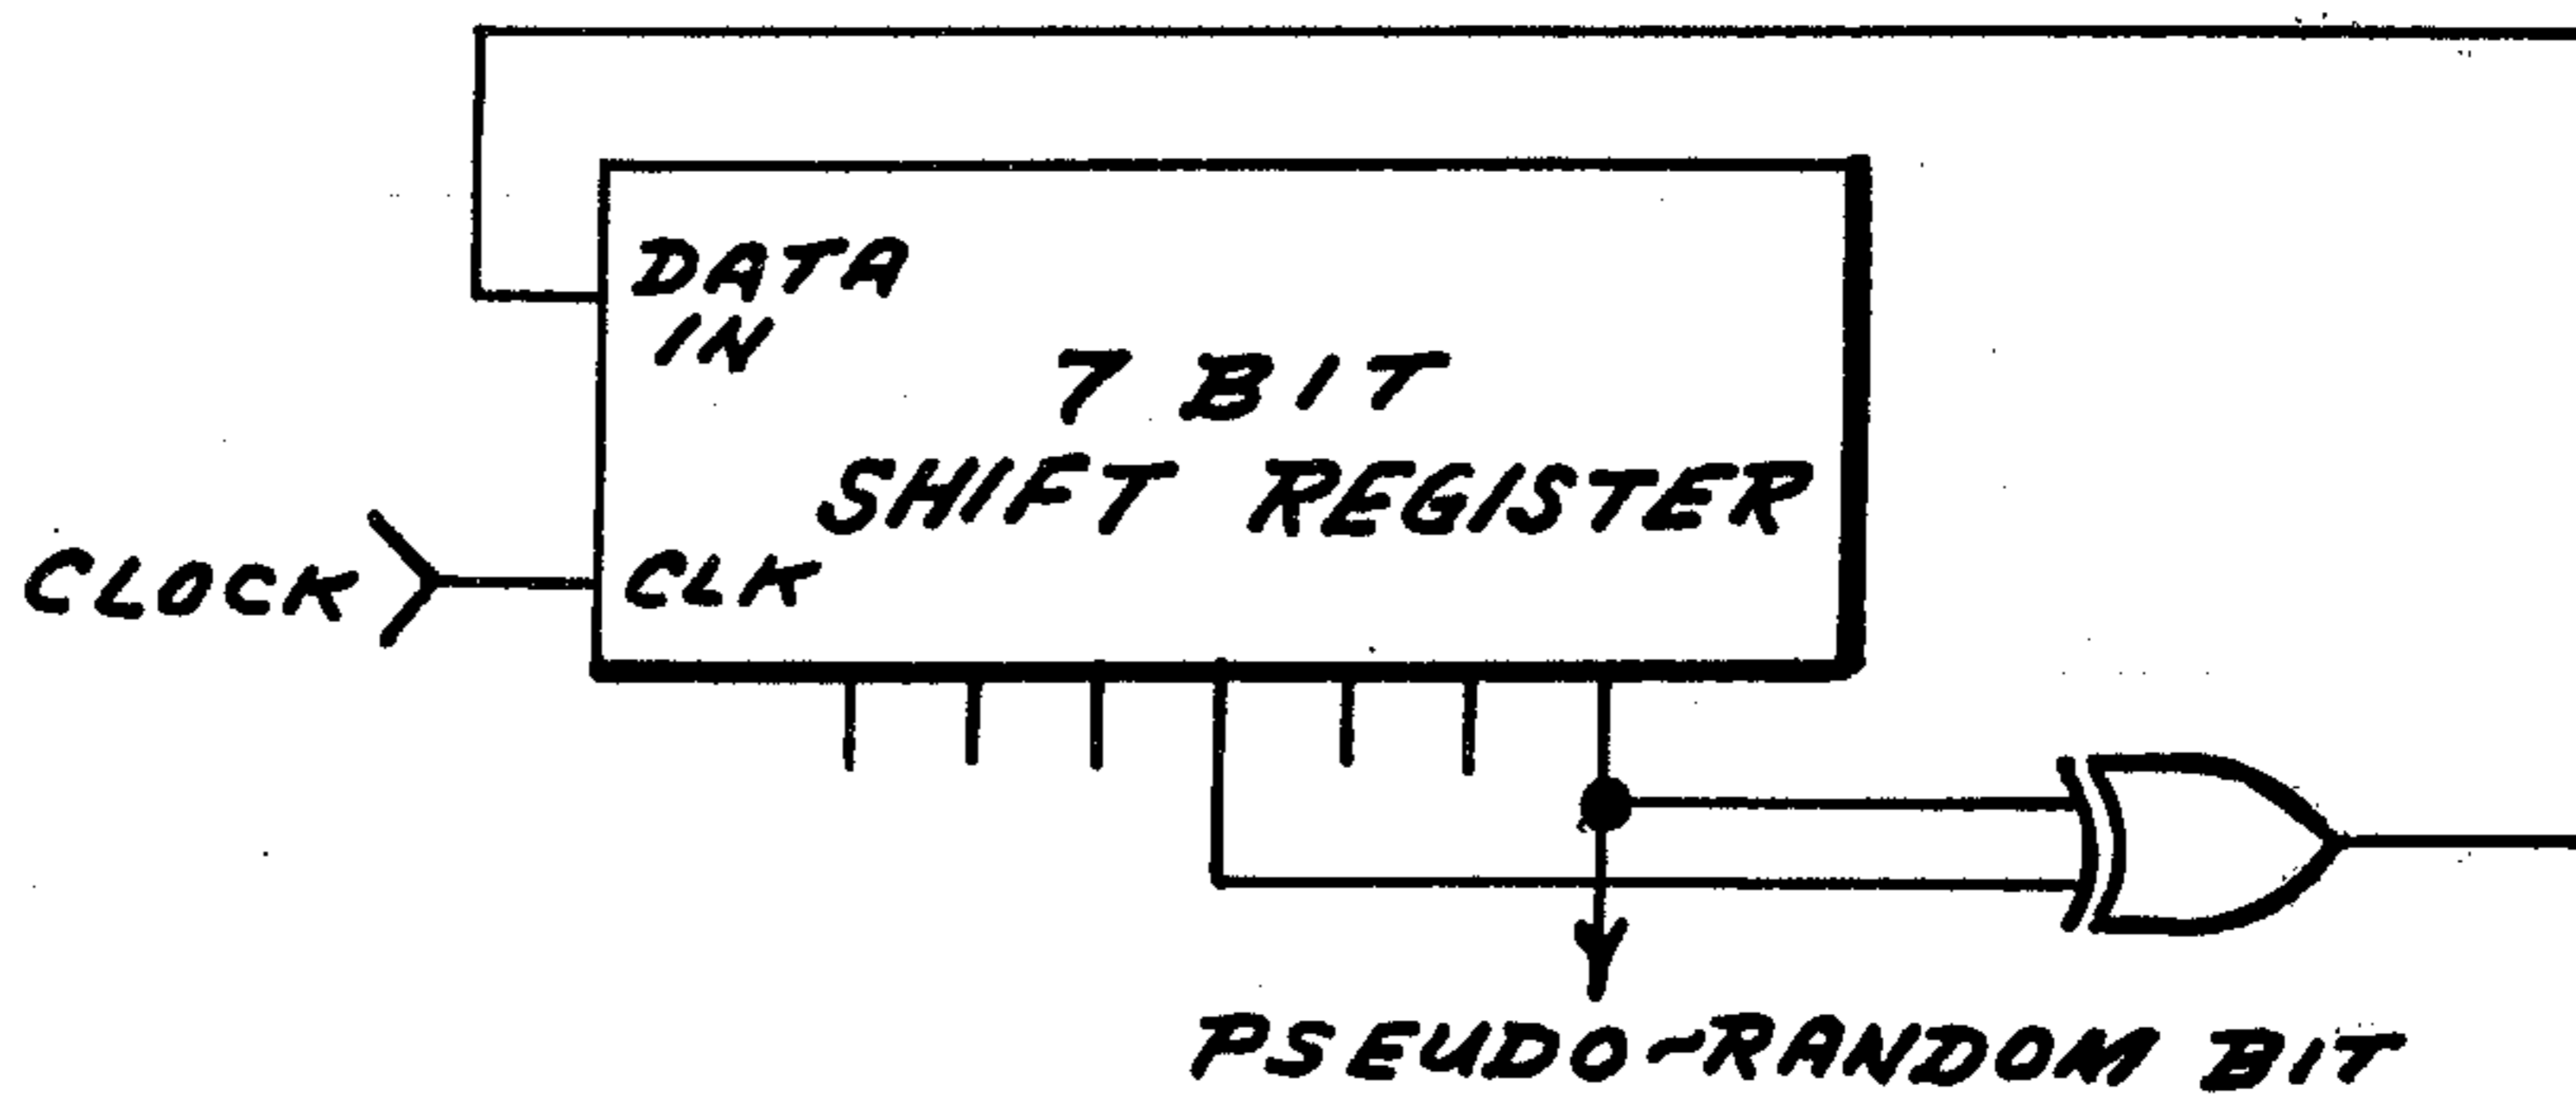 DATA
IN
7 BIT
SHIFT REGISTER
CLOCK
CLK
PSEUDO-RANDOM BIT